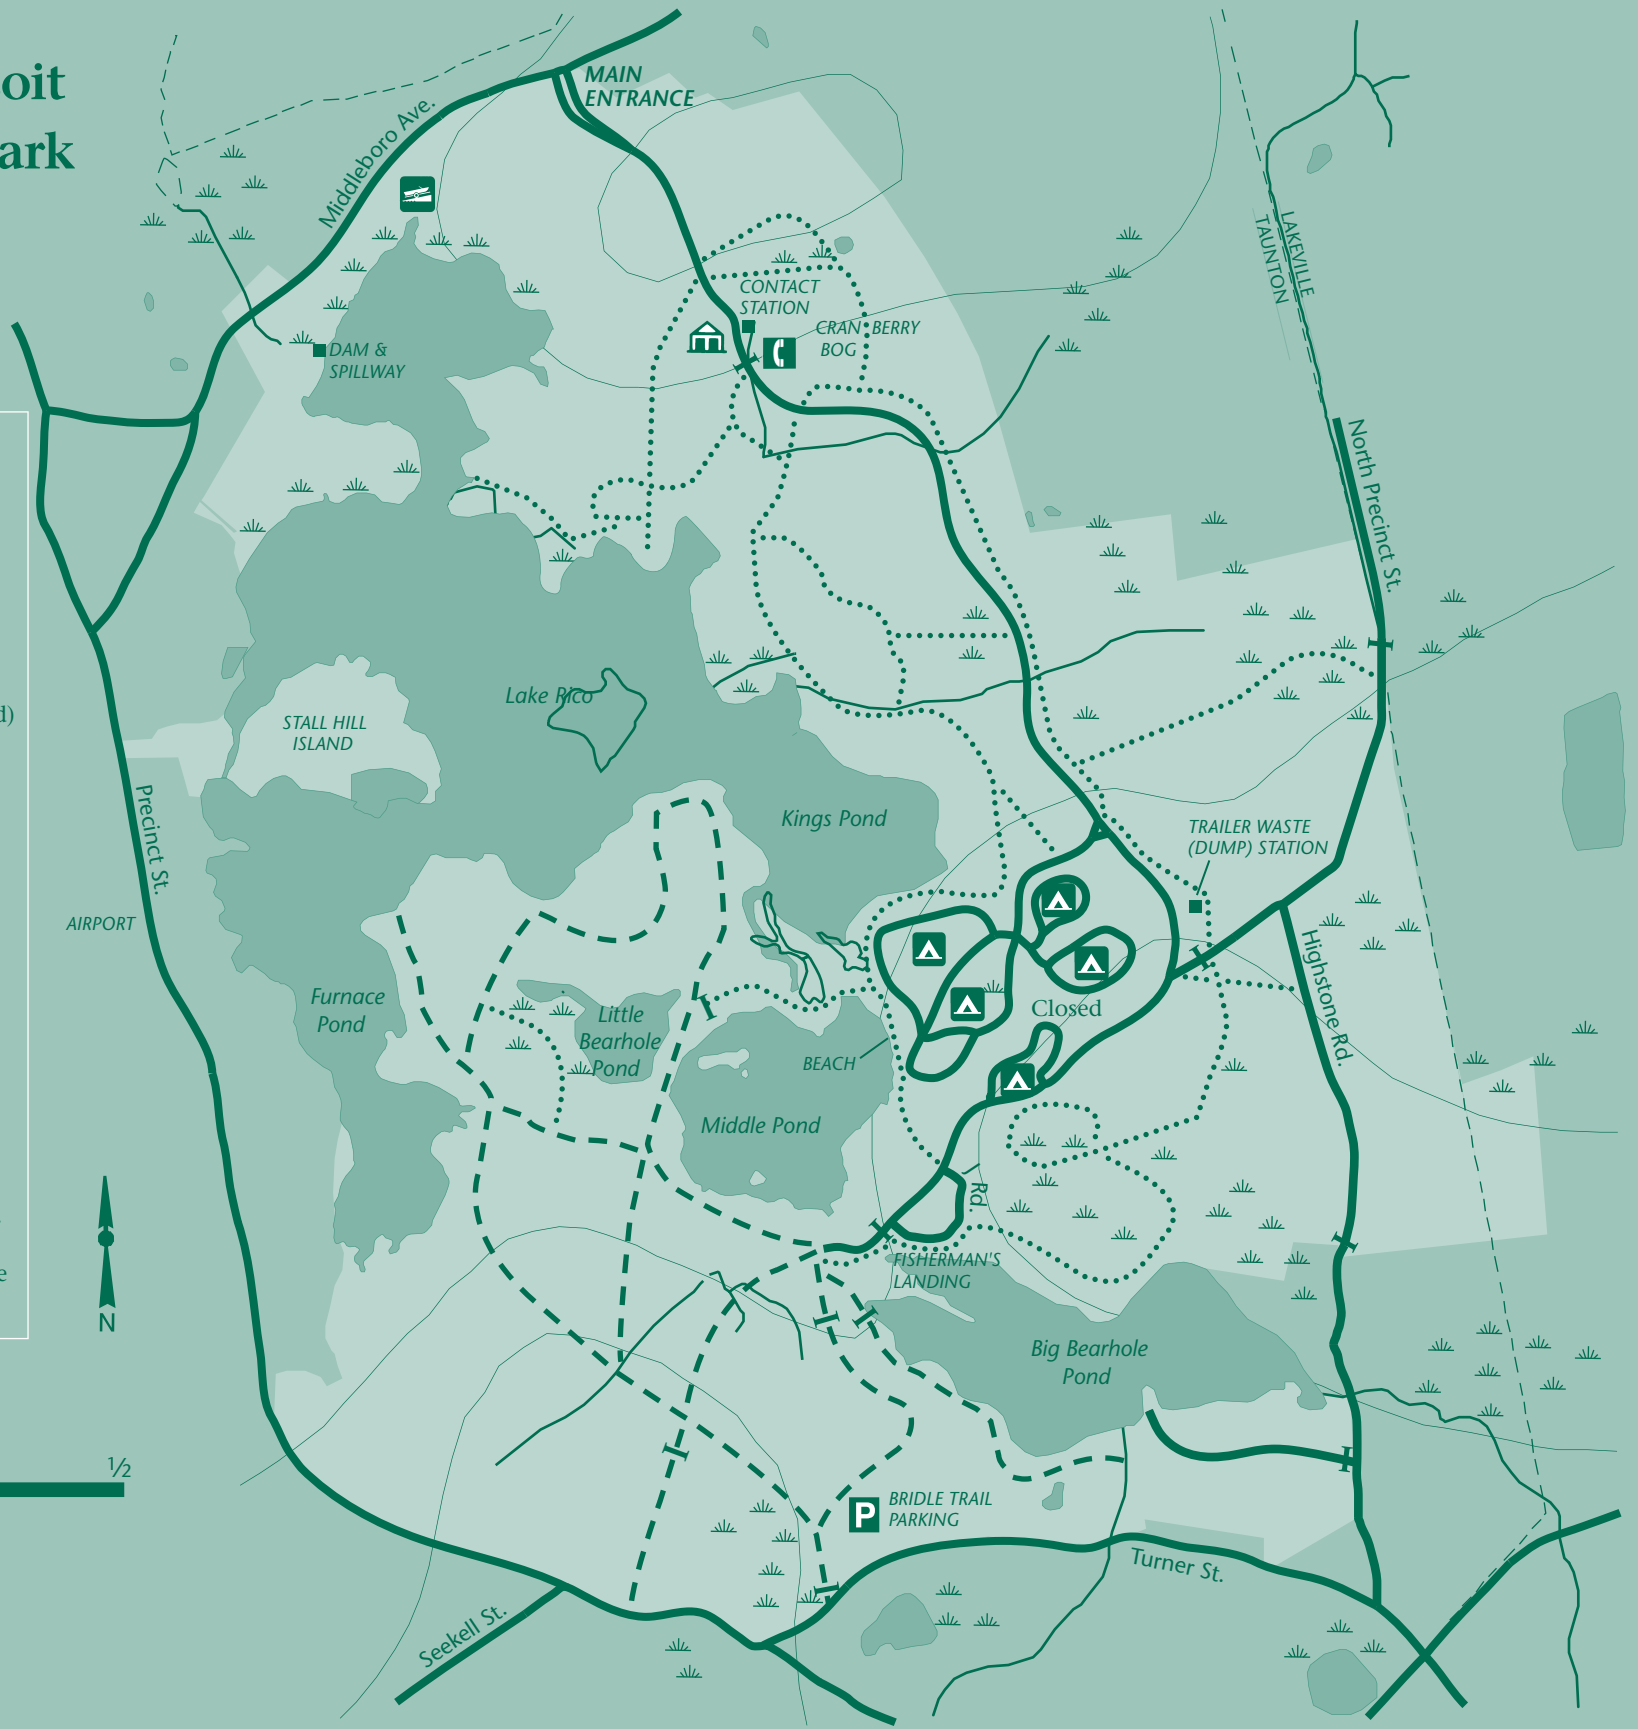 oit
ark
MAIN
ENTRANCE
Middleboro Ave.
LAKEVILLE
TAUNTON
CONTACT
STATION
CRAN BERRY
BOG
DAM &
SPILLWAY
North Precinct St.
d)
Lake Rico
STALL HILL
ISLAND
Precinct St.
Kings Pond
TRAILER WASTE
(DUMP) STATION
AIRPORT
Highstone Rd.
Furnace
Pond
Little
Bearhole
Pond
Closed
BEACH
Middle Pond
Rd.
e
N
FISHERMAN'S
LANDING
Big Bearhole
Pond
½
P
BRIDLE TRAIL
PARKING
Turner St.
Seekell St.